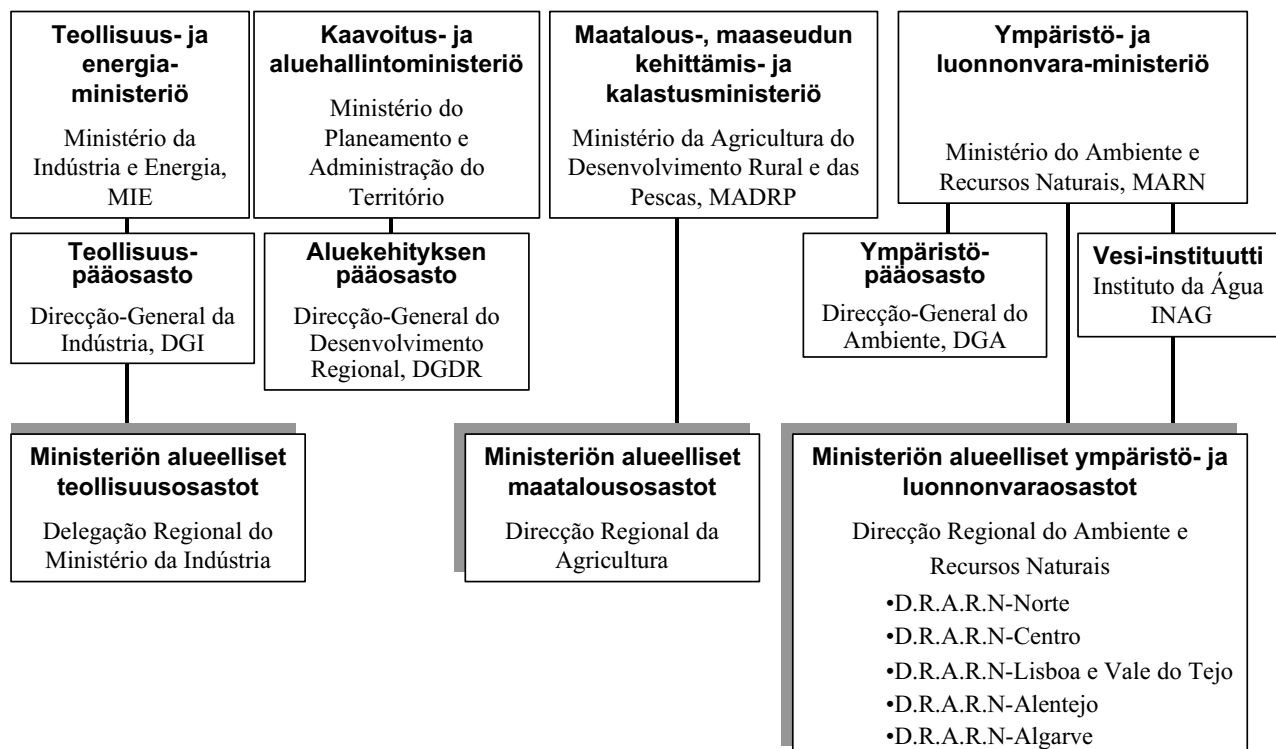 Teollisuus- ja
energia-
ministeriö
Ministério da
Indústria e Energia,
MIE
Kaavoitus- ja
aluehallintoministeriö
Ministério do
Planeamento e
Administração do
Território
Maatalous-, maaseudun
kehittämis- ja
kalastusministeriö
Ministério da Agricultura do
Desenvolvimento Rural e das
Pescas, MADRP
Ympäristö- ja
luonnonvara-ministeriö
Ministério do Ambiente e
Recursos Naturais, MARN
Teollisuus-
pääosasto
Direcção-General da
Indústria, DGI
Aluekehityksen
pääosasto
Direcção-General do
Desenvolvimento
Regional, DGDR
Ympäristö-
pääosasto
Direcção-General do
Ambiente, DGA
Vesi-instituutti
Instituto da Água
INAG
Ministeriön alueelliset
teollisuusosastot
Delegação Regional do
Ministério da Indústria
Ministeriön alueelliset
maatalousosastot
Direcção Regional da
Agricultura
Ministeriön alueelliset ympäristö- ja
luonnonvaraosastot
Direcção Regional do Ambiente e
Recursos Naturais
•D.R.A.R.N-Norte
•D.R.A.R.N-Centro
•D.R.A.R.N-Lisboa e Vale do Tejo
•D.R.A.R.N-Alentejo
•D.R.A.R.N-Algarve